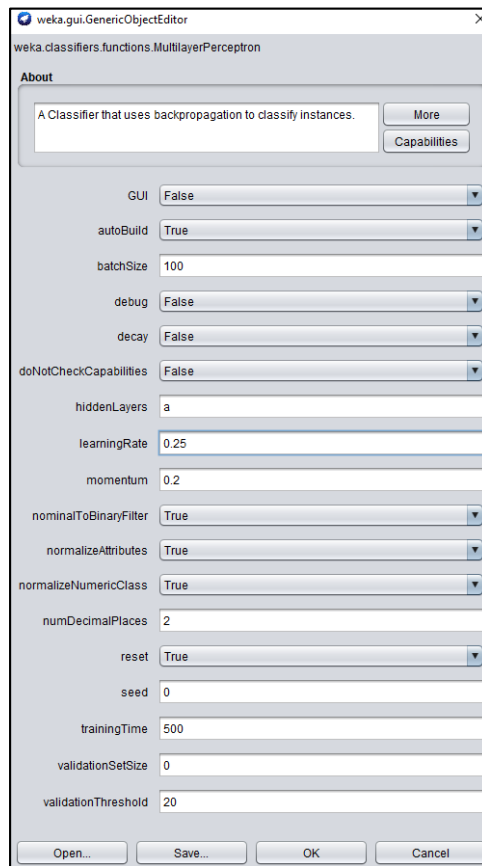 weka.gui.GenericObjectEditor
weka.classifiers.functions.MultilayerPerceptron
About
A Classifier that uses backpropagation to classify instances.
More
Capabilities
GUI False
autoBuild True
batchSize 100
debug False
decay False
doNotCheckCapabilities False
hiddenLayers a
learningRate 0.25
momentum 0.2
nominalToBinaryFilter True
normalizeAttributes True
normalizeNumericClass True
numDecimalPlaces 2
reset True
seed 0
trainingTime 500
validationSetSize 0
validationThreshold 20
Open... Save... OK Cancel